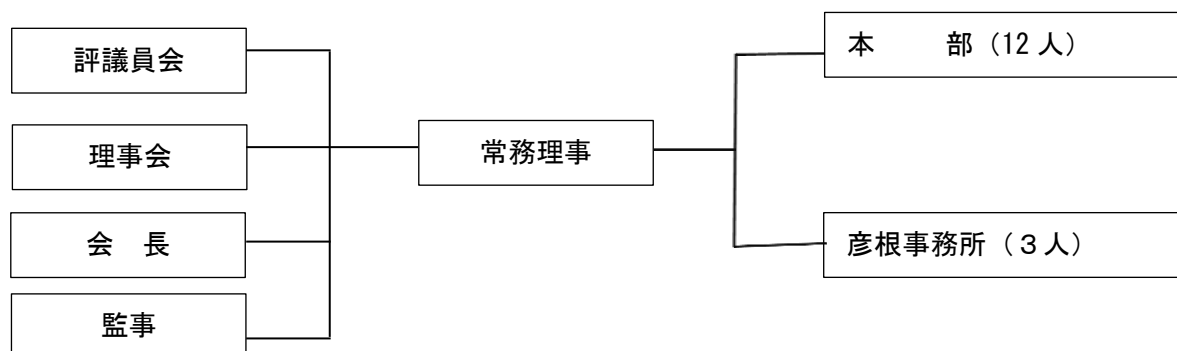 評議員会
理事会
会　長
監事
常務理事
本　　部（12人）
彦根事務所（３人）